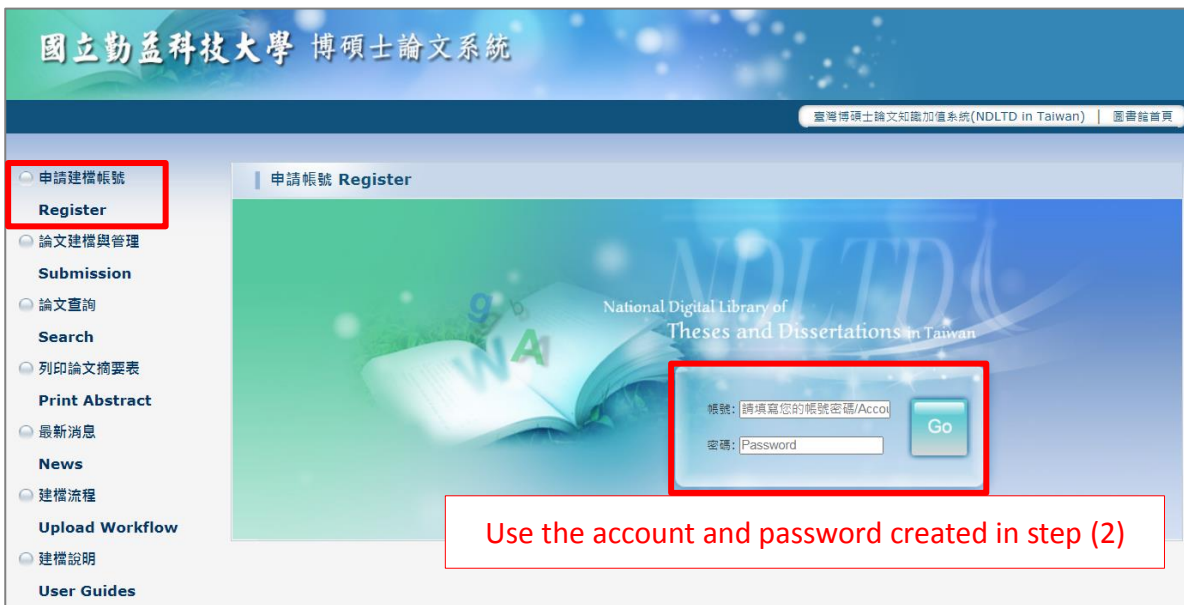 國立勤益科技大學 博碩士論文系統
臺灣博碩士論文知識加值系統(NDLTD in Taiwan) | 圖書館首頁
申請建檔帳號
Register
論文建檔與管理
Submission
論文查詢
Search
列印論文摘要表
Print Abstract
最新消息
News
建檔流程
Upload Workflow
建檔說明
User Guides
申請帳號 Register
NDLTD
g b
W A
National Digital Library of
Theses and Dissertations in Taiwan
帳號: 請填寫您的帳號密碼/Accou
密碼: Password
Go
Use the account and password created in step (2)